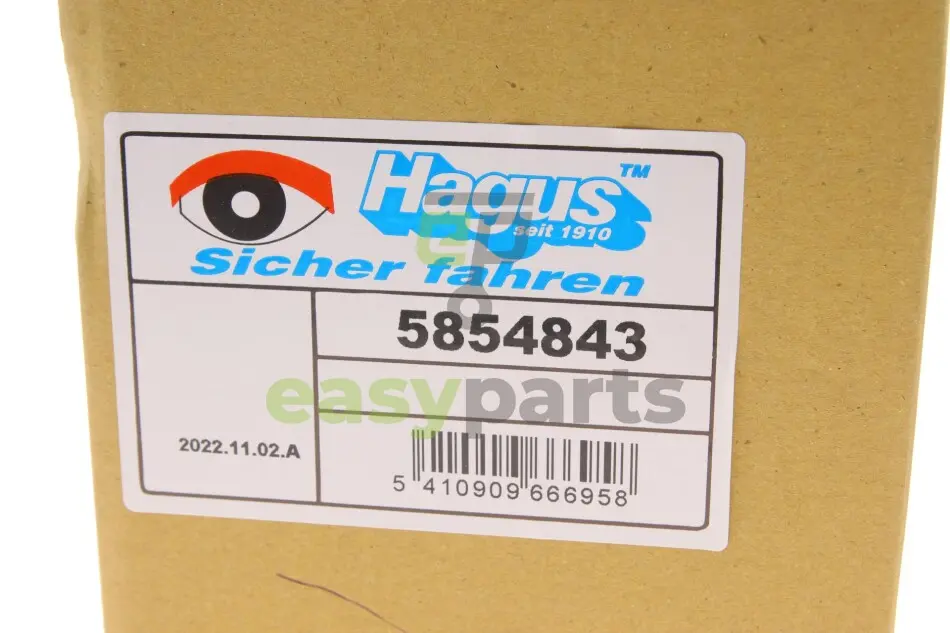 Hagus™
seit 1910
Sicher fahren
5854843
easyparts
2022.11.02.A
5 410909 666958